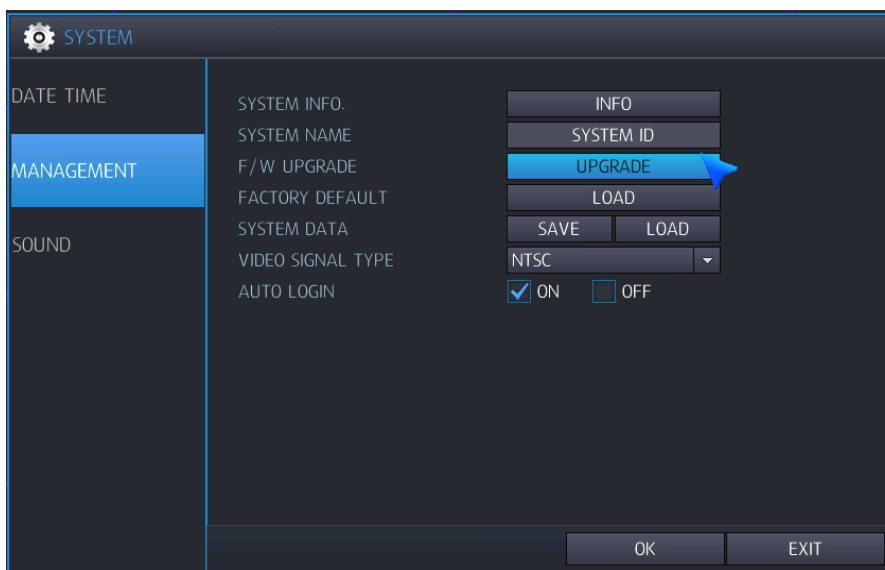 SYSTEM
DATE TIME
MANAGEMENT
SOUND
SYSTEM INFO. INFO
SYSTEM NAME SYSTEM ID
F/W UPGRADE UPGRADE
FACTORY DEFAULT LOAD
SYSTEM DATA SAVE LOAD
VIDEO SIGNAL TYPE NTSC
AUTO LOGIN ON OFF
OK EXIT